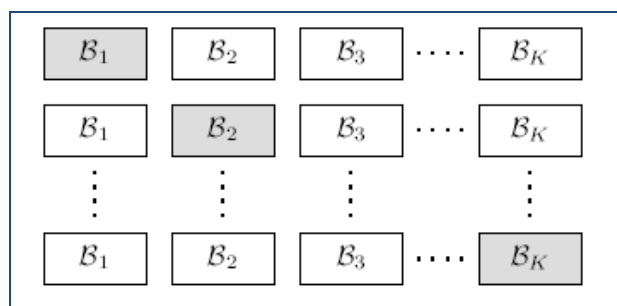 𝓑₁ 𝓑₂ 𝓑₃ .... 𝓑_K
𝓑₁ 𝓑₂ 𝓑₃ .... 𝓑_K
𝓑₁ 𝓑₂ 𝓑₃ .... 𝓑_K